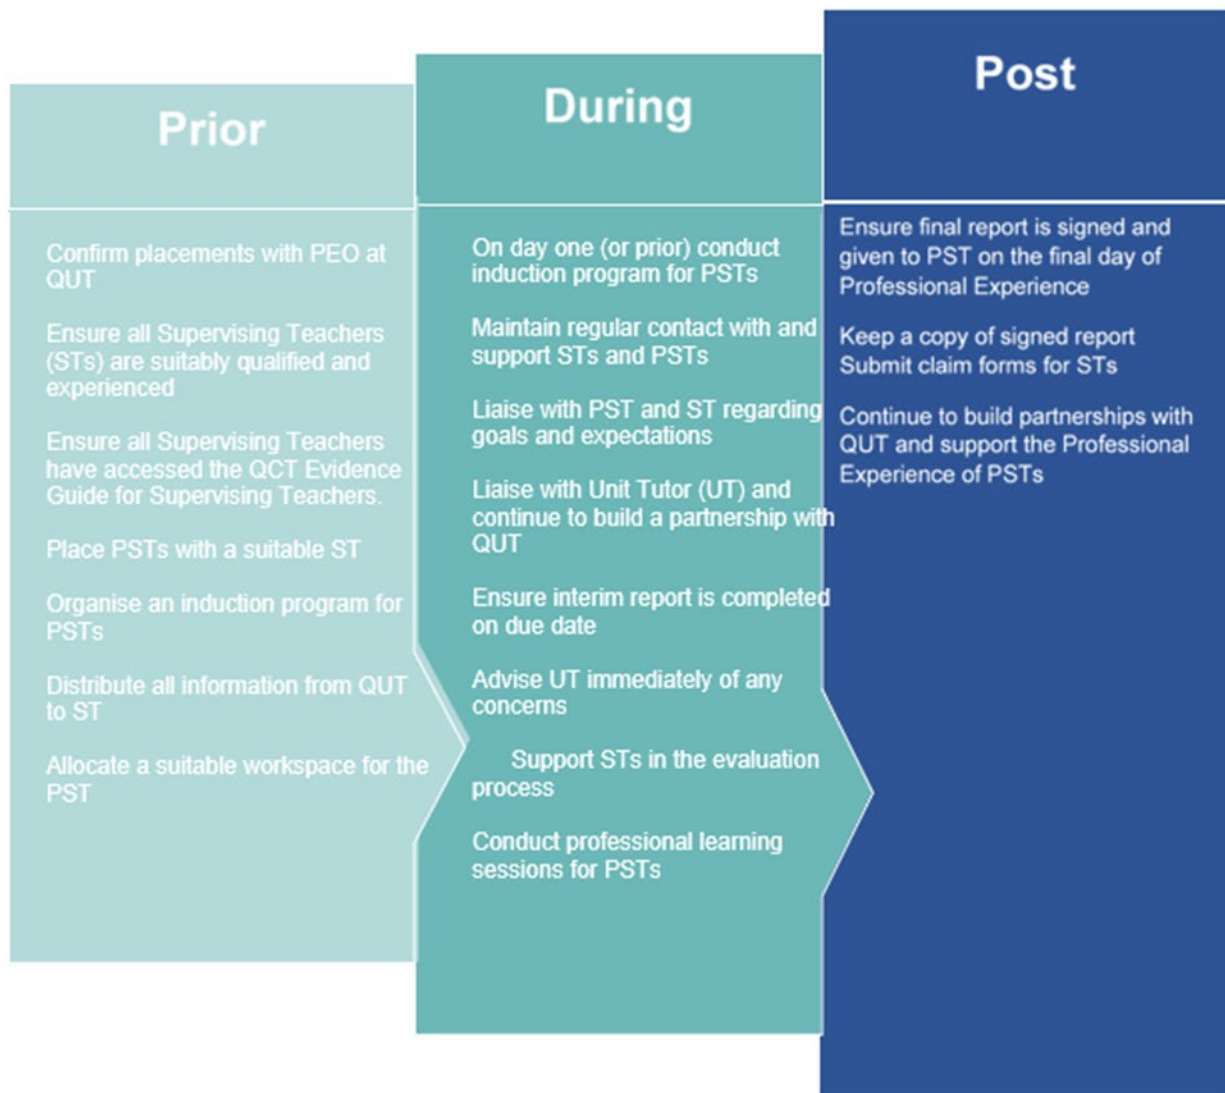 Prior
Confirm placements with PEO at
QUT
Ensure all Supervising Teachers
(STs) are suitably qualified and
experienced
Ensure all Supervising Teachers
have accessed the QCT Evidence
Guide for Supervising Teachers.
Place PSTs with a suitable ST
Organise an induction program for
PSTs
Distribute all information from QUT
to ST
Allocate a suitable workspace for the
PST
During
On day one (or prior) conduct
induction program for PSTs
Maintain regular contact with and
support STs and PSTs
Liaise with PST and ST regarding
goals and expectations
Liaise with Unit Tutor (UT) and
continue to build a partnership with
QUT
Ensure interim report is completed
on due date
Advise UT immediately of any
concerns
Support STs in the evaluation
process
Conduct professional learning
sessions for PSTs
Post
Ensure final report is signed and
given to PST on the final day of
Professional Experience
Keep a copy of signed report
Submit claim forms for STs
Continue to build partnerships with
QUT and support the Professional
Experience of PSTs